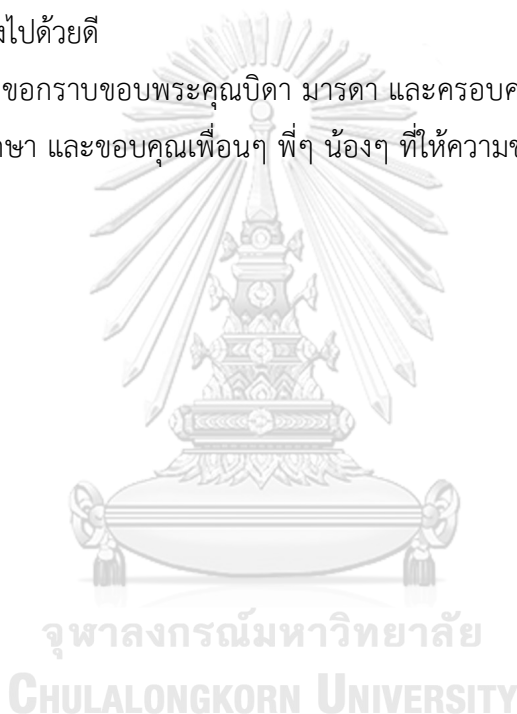 ไปด้วยดี
ขอกราบขอบพระคุณบิดา มารดา และครอบค
ษา และขอบคุณเพื่อนๆ พี่ๆ น้องๆ ที่ให้ความช
จุฬาลงกรณ์มหาวิทยาลัย
CHULALONGKORN UNIVERSITY